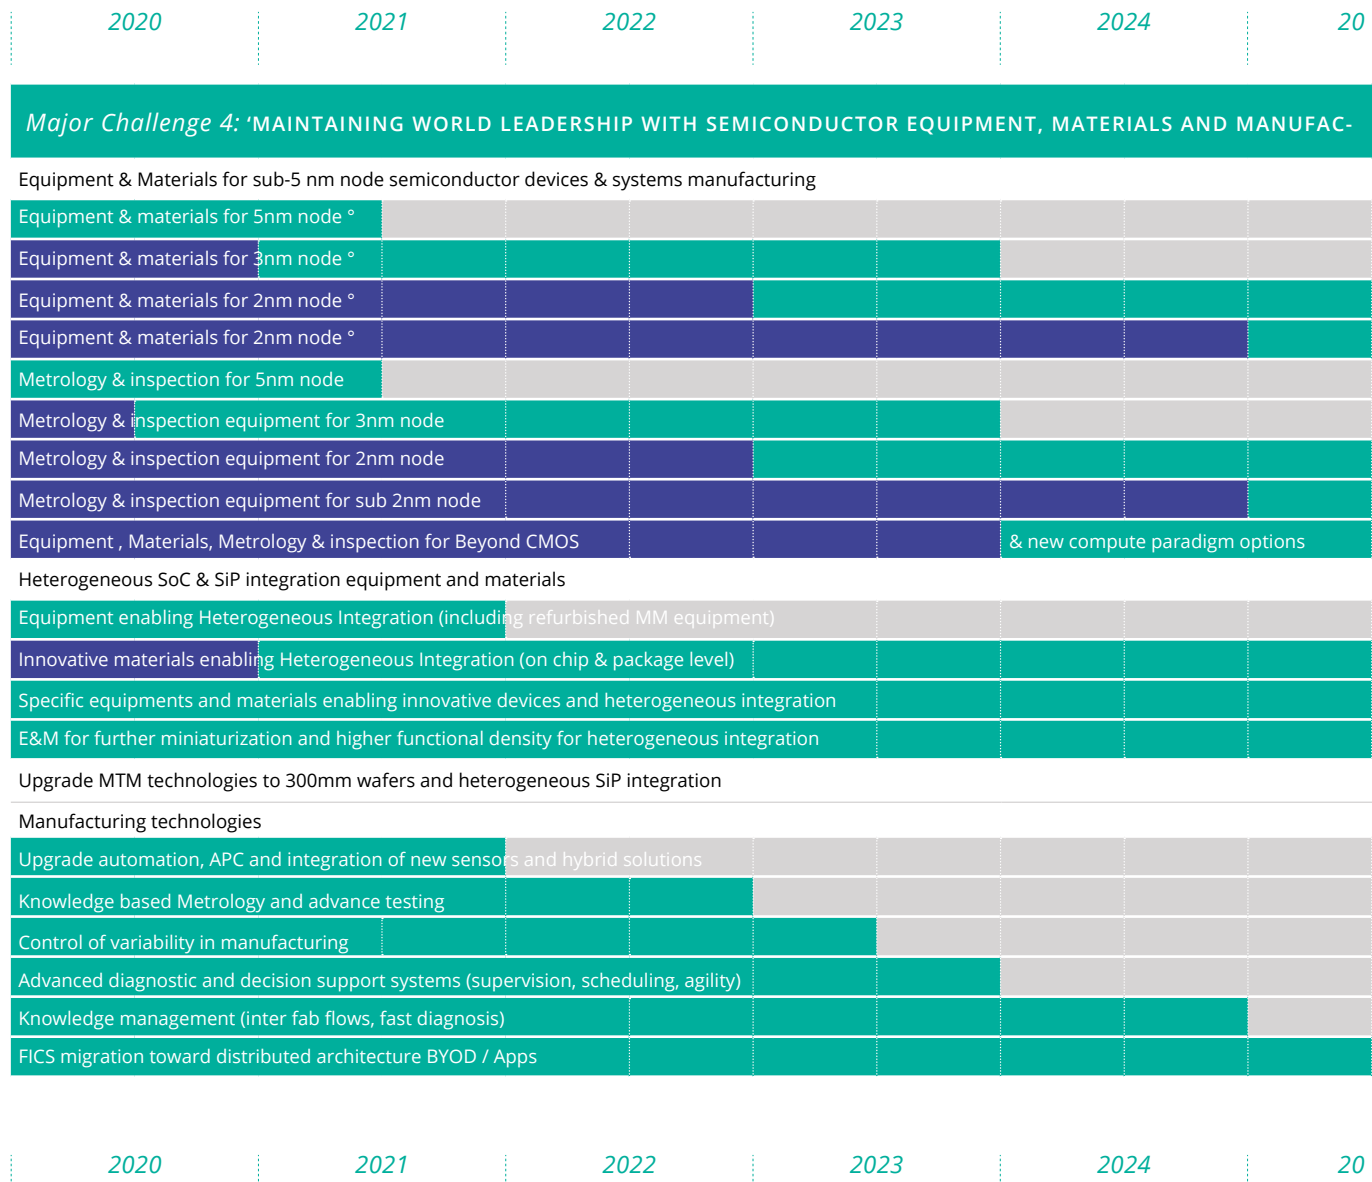 2020 2021 2022 2023 2024 20
Major Challenge 4: ‘MAINTAINING WORLD LEADERSHIP WITH SEMICONDUCTOR EQUIPMENT, MATERIALS AND MANUFAC-
Equipment & Materials for sub-5 nm node semiconductor devices & systems manufacturing
Equipment & materials for 5nm node °
Equipment & materials for 3nm node °
Equipment & materials for 2nm node °
Equipment & materials for 2nm node °
Metrology & inspection for 5nm node
Metrology & inspection equipment for 3nm node
Metrology & inspection equipment for 2nm node
Metrology & inspection equipment for sub 2nm node
Equipment , Materials, Metrology & inspection for Beyond CMOS & new compute paradigm options
Heterogeneous SoC & SiP integration equipment and materials
Equipment enabling Heterogeneous Integration (including refurbished MM equipment)
Innovative materials enabling Heterogeneous Integration (on chip & package level)
Specific equipments and materials enabling innovative devices and heterogeneous integration
E&M for further miniaturization and higher functional density for heterogeneous integration
Upgrade MTM technologies to 300mm wafers and heterogeneous SiP integration
Manufacturing technologies
Upgrade automation, APC and integration of new sensors and hybrid solutions
Knowledge based Metrology and advance testing
Control of variability in manufacturing
Advanced diagnostic and decision support systems (supervision, scheduling, agility)
Knowledge management (inter fab flows, fast diagnosis)
FICS migration toward distributed architecture BYOD / Apps
2020 2021 2022 2023 2024 20